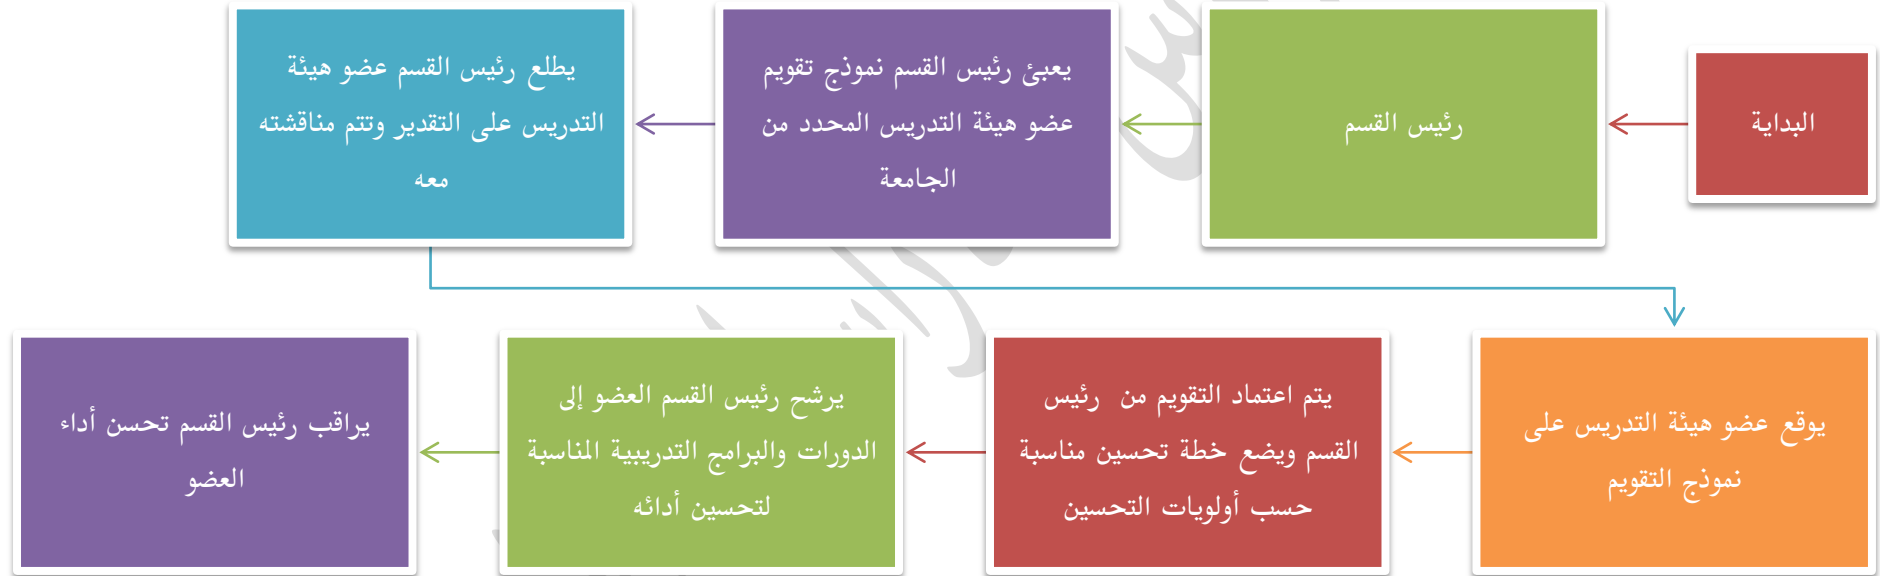 البداية
رئيس القسم
يعبئ رئيس القسم نموذج تقويم
عضو هيئة التدريس المحدد من
الجامعة
يطلع رئيس القسم عضو هيئة
التدريس على التقدير وتتم مناقشته
معه
يوقع عضو هيئة التدريس على
نموذج التقويم
يتم اعتماد التقويم من رئيس
القسم ويضع خطة تحسين مناسبة
حسب أولويات التحسين
يرشح رئيس القسم العضو إلى
الدورات والبرامج التدريبية المناسبة
لتحسين أدائه
يراقب رئيس القسم تحسن أداء
العضو